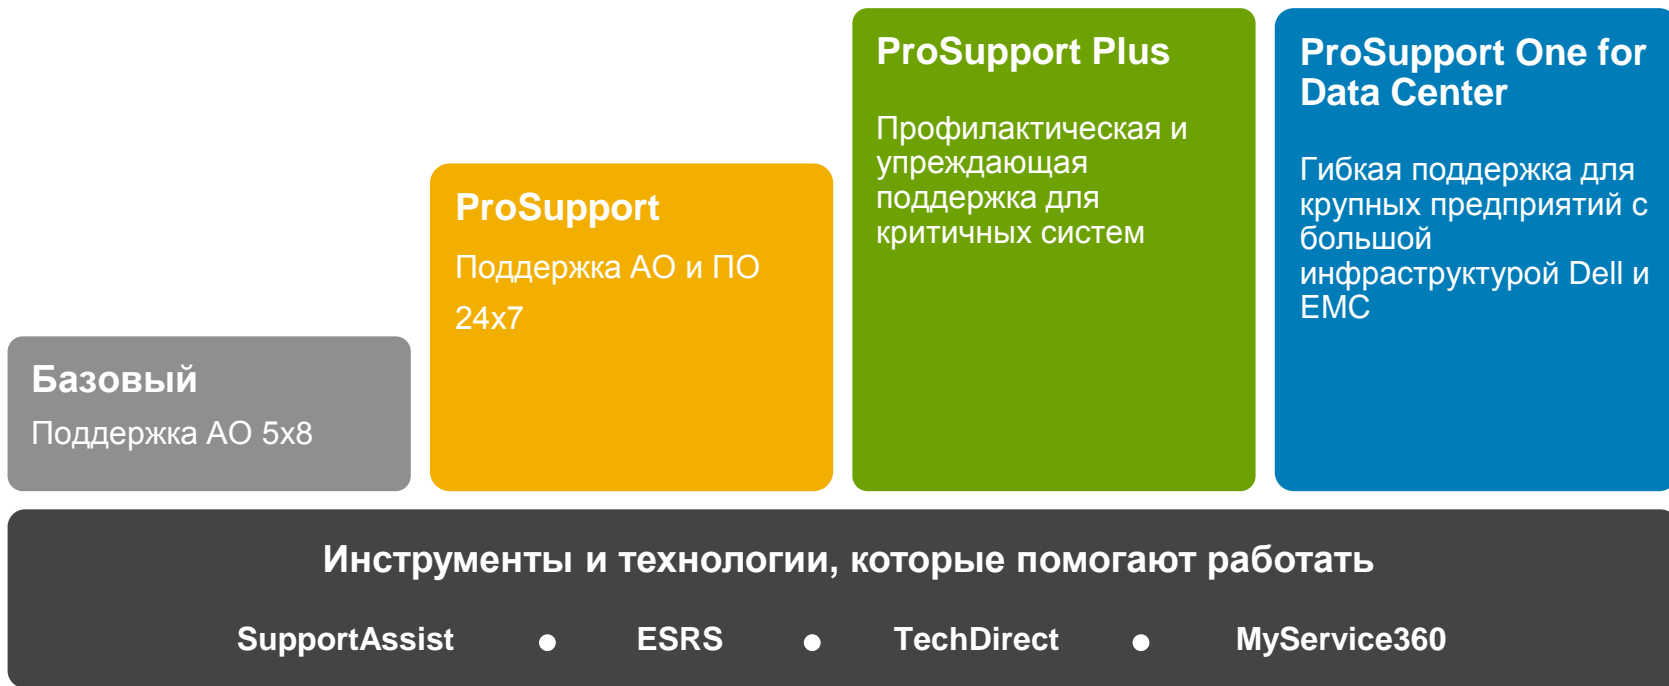 Базовый
Поддержка АО 5x8
ProSupport
Поддержка АО и ПО
24x7
ProSupport Plus
Профилактическая и
упреждающая
поддержка для
критичных систем
ProSupport One for
Data Center
Гибкая поддержка для
крупных предприятий с
большой
инфраструктурой Dell и
EMC
Инструменты и технологии, которые помогают работать
SupportAssist ● ESRS ● TechDirect ● MyService360